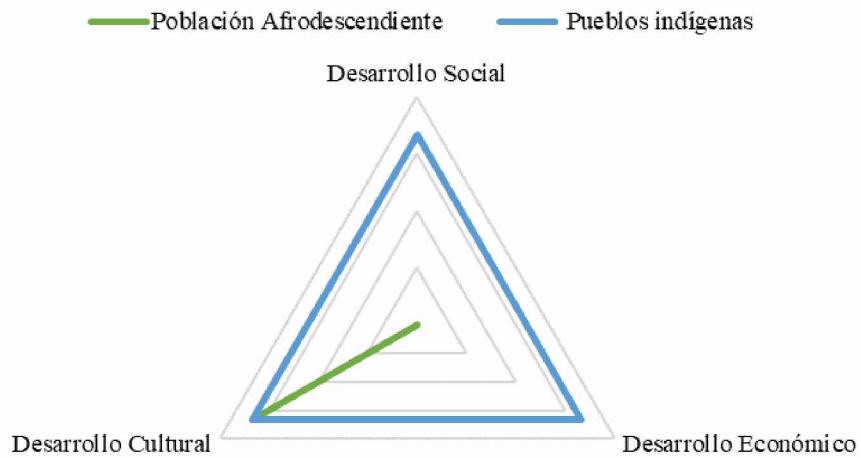 Población Afrodescendiente
Pueblos indígenas
Desarrollo Social
Desarrollo Cultural
Desarrollo Económico